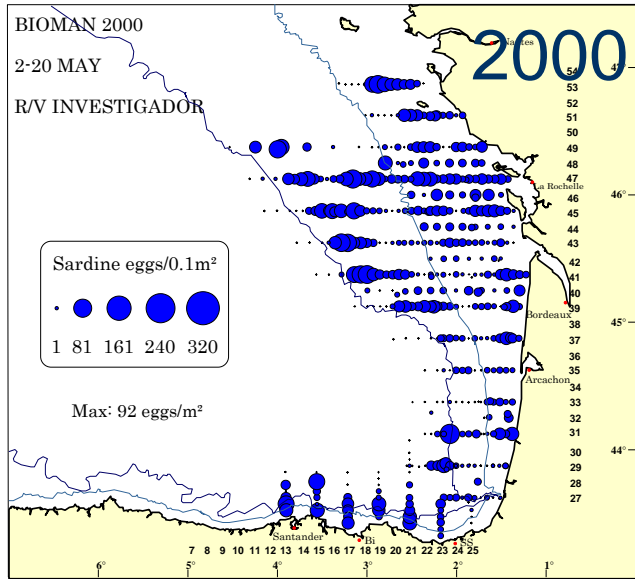 BIOMAN 2000
2-20 MAY
R/V INVESTIGADOR
2000
Nantes
47°
54
53
52
51
50
49
48
47
46
45
44
43
42
41
40
39
38
37
36
35
34
33
32
31
30
29
28
27
La Rochelle
46°
Bordeaux
45°
Arcachon
44°
Sardine eggs/0.1m²
1 81 161 240 320
Max: 92 eggs/m²
Santander
Bi
SS
7 8 9 10 11 12 13 14 15 16 17 18 19 20 21 22 23 24 25
6° 5° 4° 3° 2° 1°